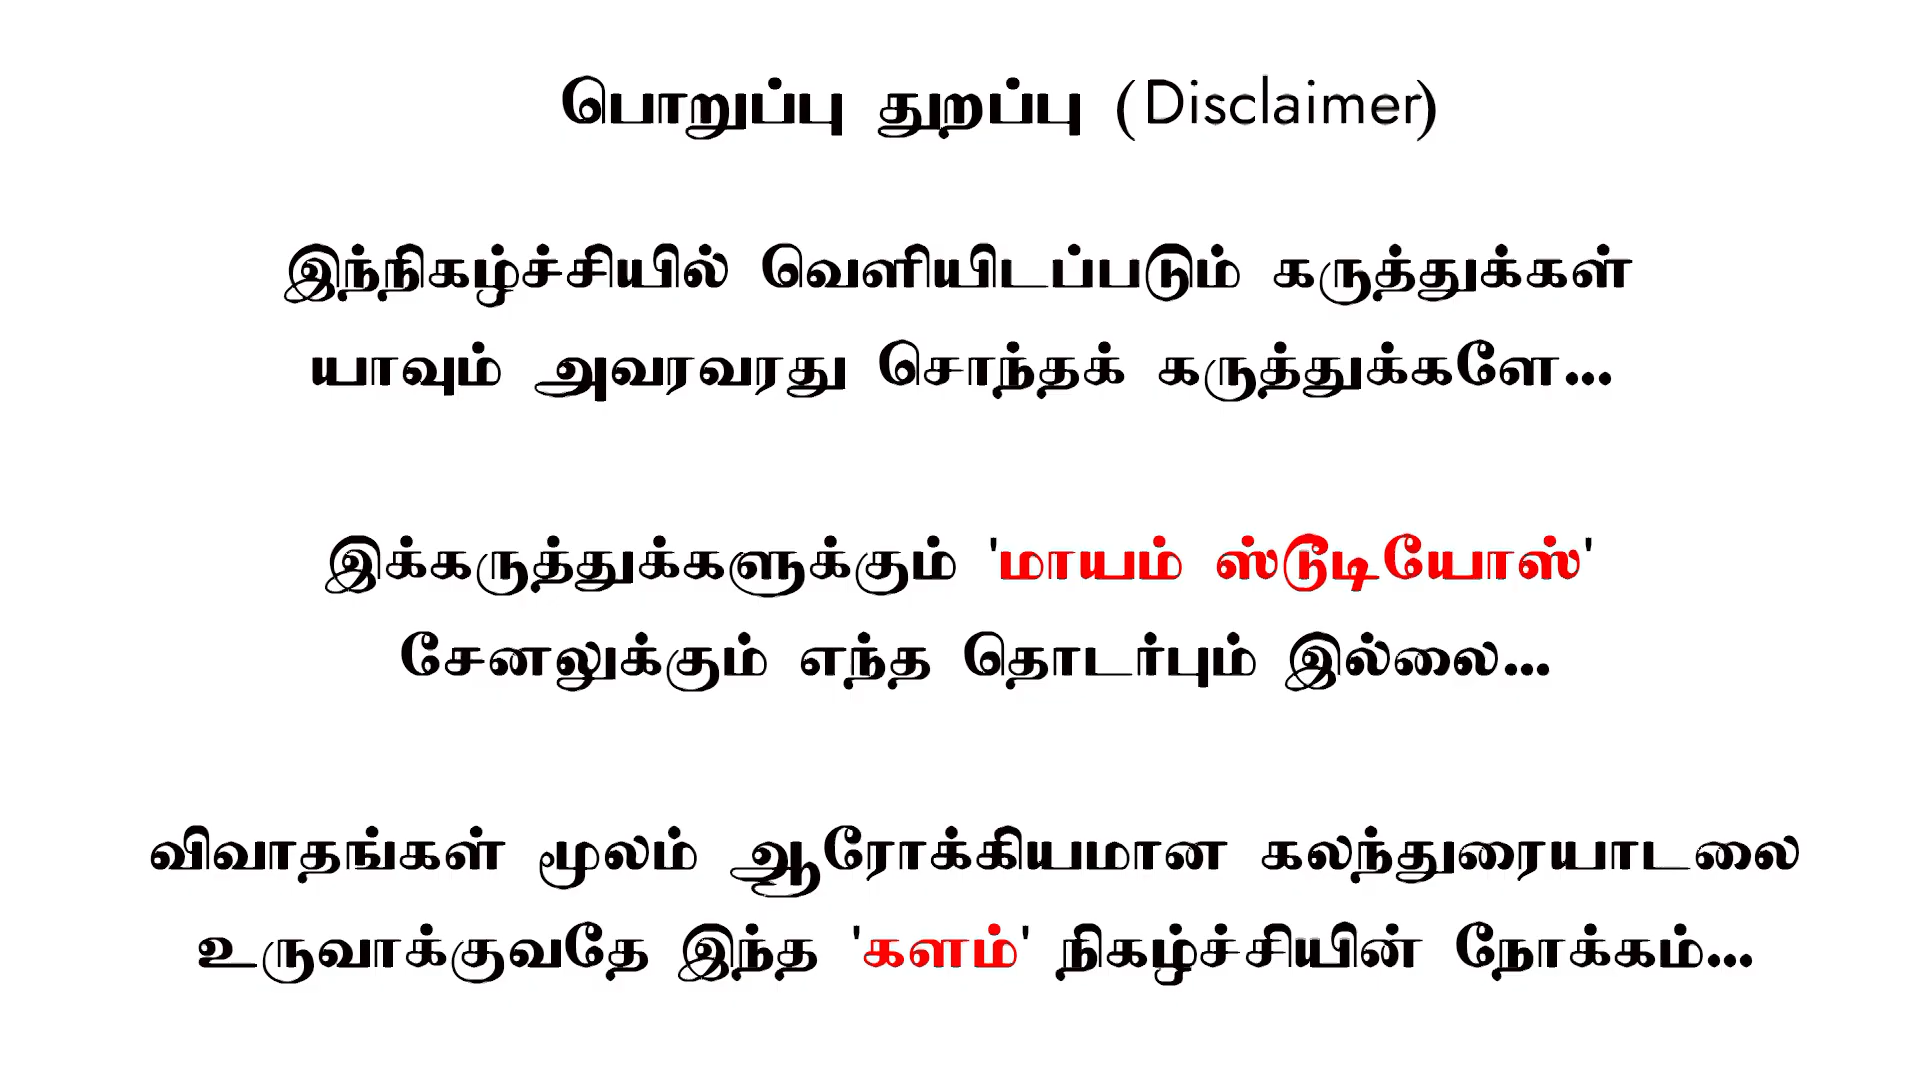 பொறுப்பு துறப்பு (Disclaimer)
இந்நிகழ்ச்சியில் வெளியிடப்படும் கருத்துக்கள்
யாவும் அவரவரது சொந்தக் கருத்துக்களே...
இக்கருத்துக்களுக்கும் 'மாயம் ஸ்டூடியோஸ்'
சேனலுக்கும் எந்த தொடர்பும் இல்லை...
விவாதங்கள் மூலம் ஆரோக்கியமான கலந்துரையாடலை
உருவாக்குவதே இந்த 'களம்' நிகழ்ச்சியின் நோக்கம்...